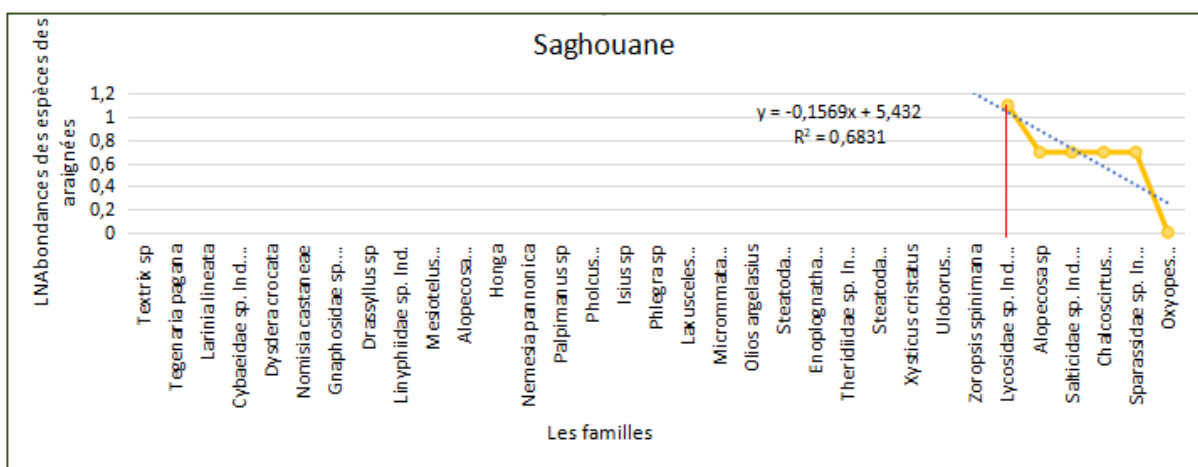 Saghouane
LNAbondances des espèces des
araignées
1,2
1
0,8
0,6
0,4
0,2
0
y = -0,1569x + 5,432
R² = 0,6831
Textrix sp
Tegenaria pagana
Larinia lineata
Cybaeidae sp. Ind....
Dysdera crocata
Nomisia castaneae
Gnaphosidae sp....
Drassyllus sp
Linyphiidae sp. Ind.
Mesiotelus...
Alopecosa...
Honga
Nemesia pannonica
Palpimanus sp
Pholcus...
Isius sp
Phlegra sp
Laxusceles...
Micrommata...
Olios angelasius
Steatoda...
Enoplognatha...
Theridiidae sp. In...
Steatoda...
Xysticus cristatus
Uloborus...
Zoropsis spinimana
Lycosidae sp. Ind....
Alopecosa sp
Salticidae sp. Ind....
Chalcoscirtus...
Sparassidae sp. In...
Oxyopes...
Les familles